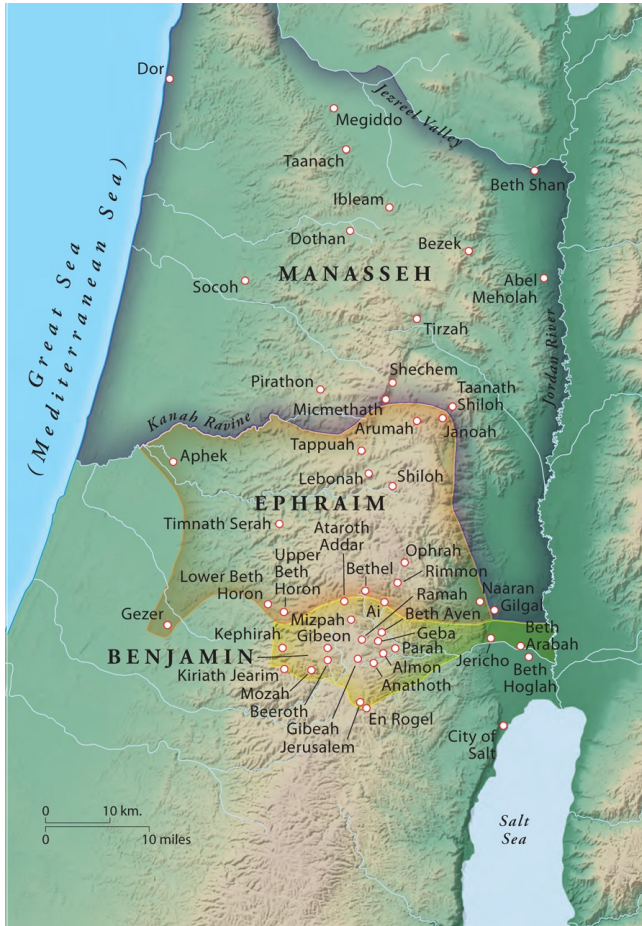 Dor
Megiddo
Jezreel Valley
Taanach
Beth Shan
Ibleam
Dothan
Bezek
Great Sea
(Mediterranean Sea)
MANASSEH
Socoh
Abel
Meholah
Tirzah
Jordan River
Shechem
Pirathon
Taanath
Shiloh
Micmethath
Kanah Ravine
Arumah
Janoah
Tappuah
Aphek
Lebonah
Shiloh
EPHRAIM
Timnath Serah
Ataroth
Addar
Upper
Beth
Horon
Ophrah
Bethel
Rimmon
Lower Beth
Horon
Ramah
Naaran
Ai
Gilgal
Mizpah
Beth Aven
Gezer
Gibeon
Geba
Kephirah
Beth
Arabah
BENJAMIN
Parah
Jericho
Kiriath Jearim
Almon
Beth
Hoglah
Mozah
Anathoth
Beeroth
Gibeah
En Rogel
Jerusalem
City of
Salt
0 10 km.
0 10 miles
Salt
Sea